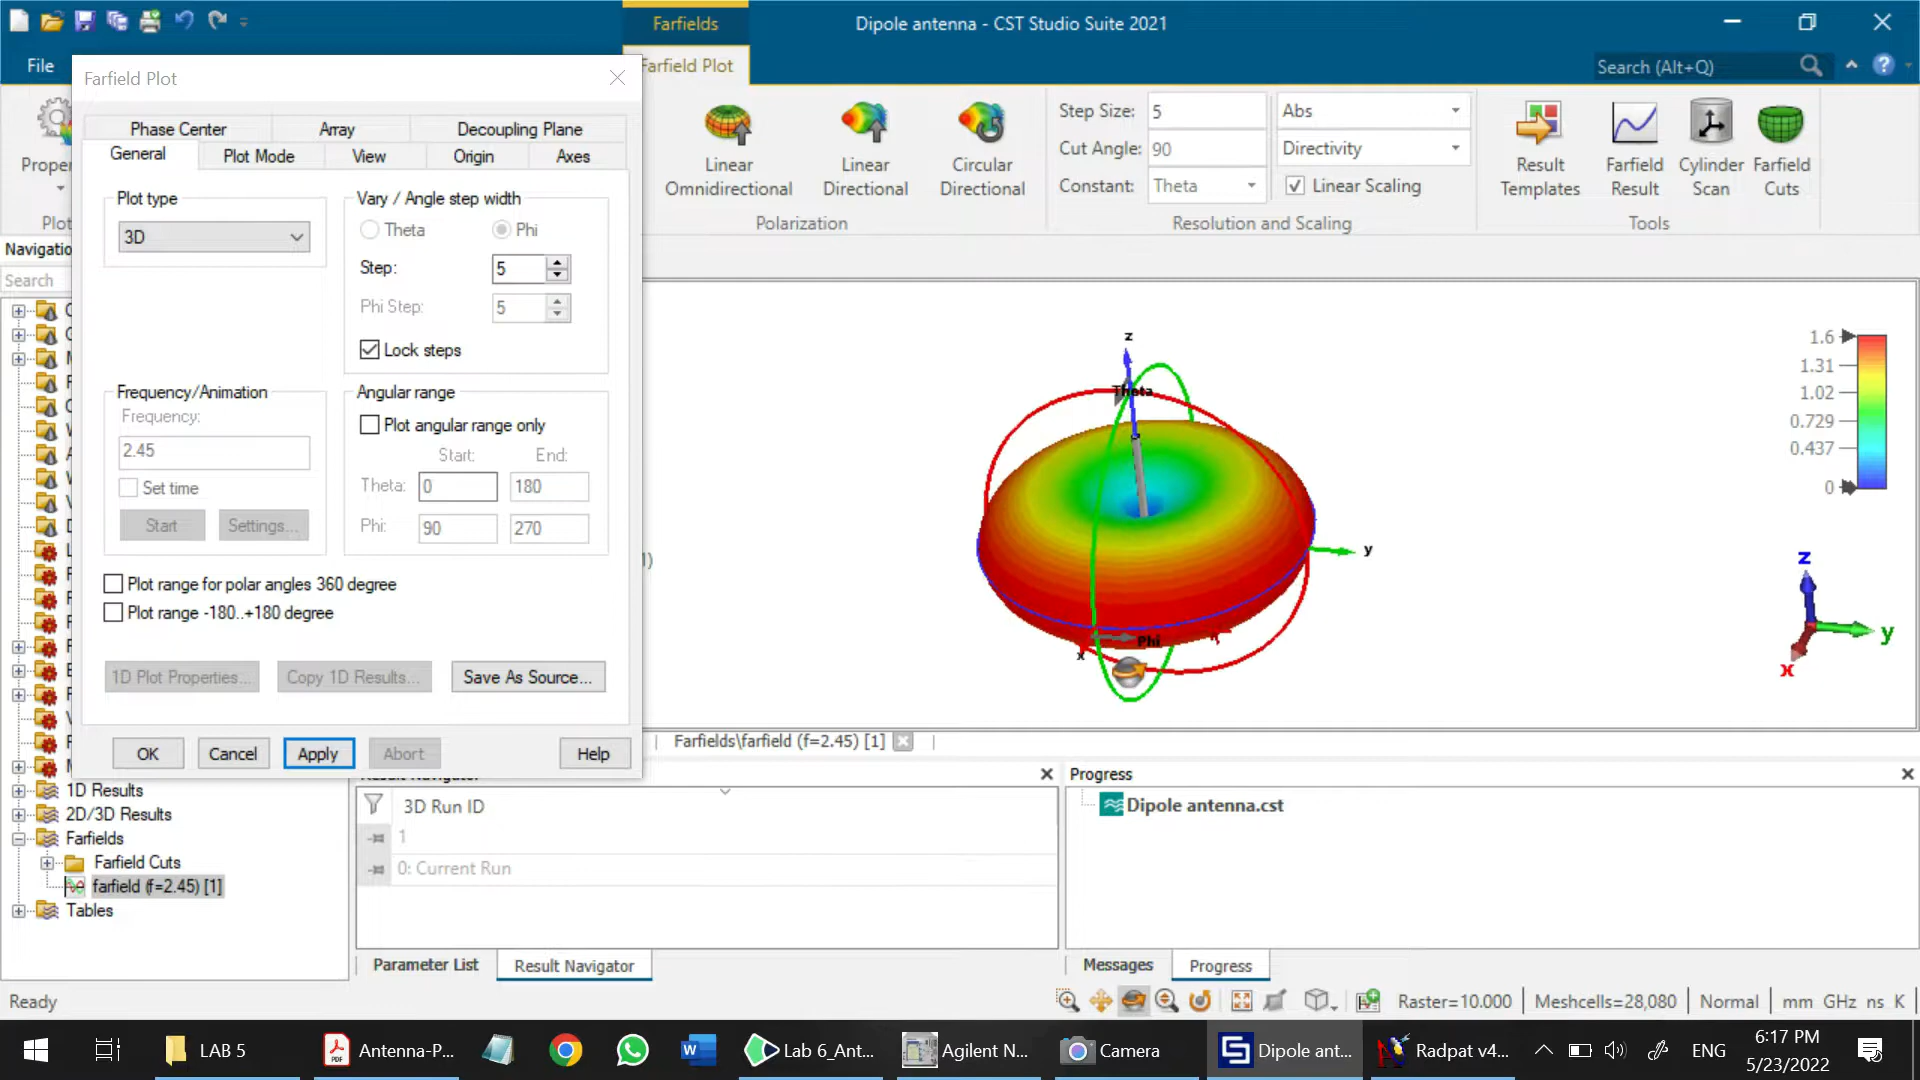 Farfields
Dipole antenna - CST Studio Suite 2021
File
Farfield Plot
Farfield Plot
Search (Alt+Q)
Phase Center
Array
Decoupling Plane
General
Plot Mode
View
Origin
Axes
Plot type
3D
Vary / Angle step width
Theta
Phi
Step:
5
Phi Step:
5
Lock steps
Frequency/Animation
Frequency:
2.45
Set time
Start
Settings...
Angular range
Plot angular range only
Start:
End:
Theta:
0
180
Phi:
90
270
Plot range for polar angles 360 degree
Plot range -180..+180 degree
1D Plot Properties...
Copy 1D Results...
Save As Source...
OK
Cancel
Apply
Abort
Help
Linear
Omnidirectional
Linear
Directional
Circular
Directional
Polarization
Step Size:
5
Cut Angle:
90
Constant:
Theta
Abs
Directivity
Linear Scaling
Resolution and Scaling
Result
Templates
Farfield
Result
Cylinder
Scan
Farfield
Cuts
Tools
z
Theta
y
Phi
x
1.6
1.31
1.02
0.729
0.437
0
z
y
x
Farfields\farfield (f=2.45) [1]
Search
1D Results
2D/3D Results
Farfields
Farfield Cuts
farfield (f=2.45) [1]
Tables
3D Run ID
1
0: Current Run
Parameter List
Result Navigator
Progress
Dipole antenna.cst
Messages
Progress
Ready
Raster=10.000
Meshcells=28,080
Normal
mm GHz ns K
LAB 5
Antenna-P...
Lab 6_Ant...
Agilent N...
Camera
Dipole ant...
Radpat v4...
ENG
6:17 PM
5/23/2022